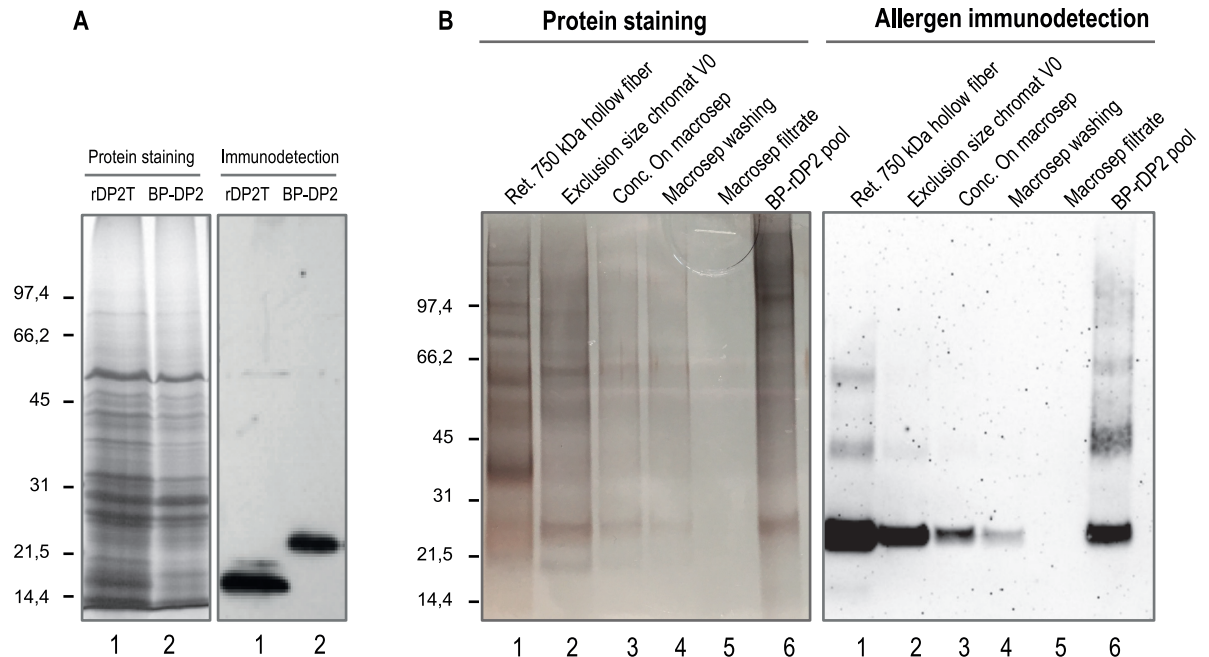 A
Protein staining Immunodetection
rDP2T BP-DP2 rDP2T BP-DP2
97,4
66,2
45
31
21,5
14,4
1 2 1 2
B
Protein staining Allergen immunodetection
Ret. 750 kDa hollow fiber
Exclusion size chromat V0
Conc. On macrosep
Macrosep washing
Macrosep filtrate
BP-rDP2 pool
Ret. 750 kDa hollow fiber
Exclusion size chromat V0
Conc. On macrosep
Macrosep washing
Macrosep filtrate
BP-rDP2 pool
97,4
66,2
45
31
21,5
14,4
1 2 3 4 5 6 1 2 3 4 5 6